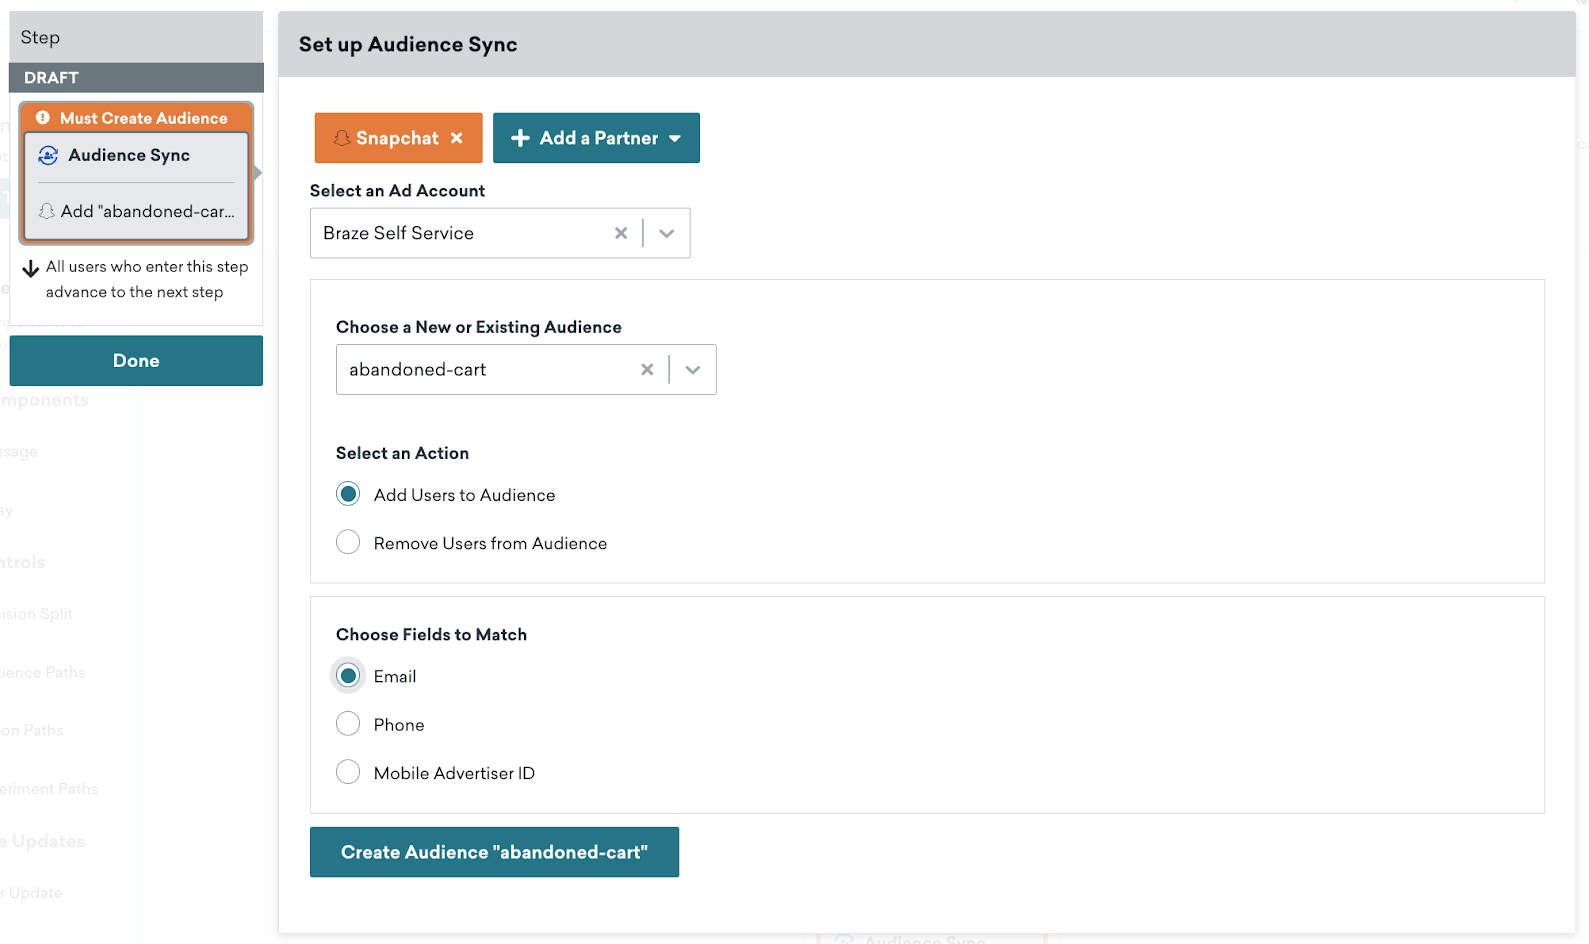 Step
DRAFT
Must Create Audience
Audience Sync
Add "abandoned-car...
All users who enter this step
advance to the next step
Done
mponents
ssage
ay
ntrols
ision Split
ience Paths
on Paths
eriment Paths
e Updates
r Update
Set up Audience Sync
Snapchat
Add a Partner
Select an Ad Account
Braze Self Service
Choose a New or Existing Audience
abandoned-cart
Select an Action
Add Users to Audience
Remove Users from Audience
Choose Fields to Match
Email
Phone
Mobile Advertiser ID
Create Audience "abandoned-cart"
Audience Sync